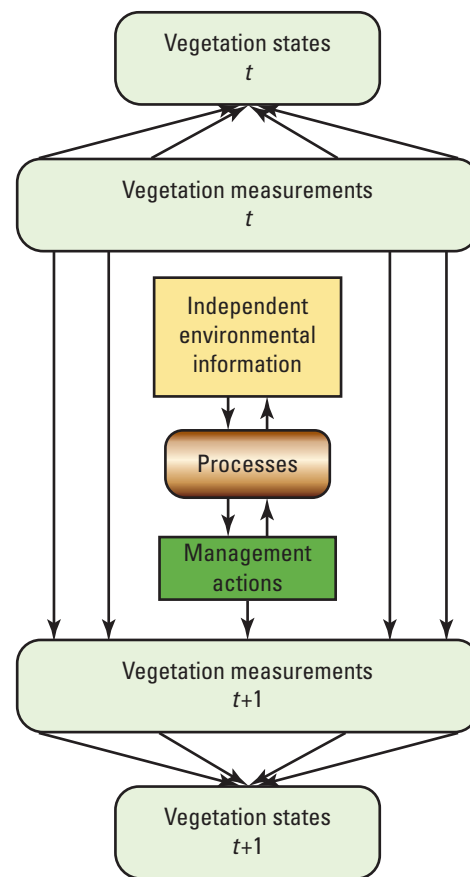 Vegetation states
t
Vegetation measurements
t
Independent
environmental
information
Processes
Management
actions
Vegetation measurements
t+1
Vegetation states
t+1